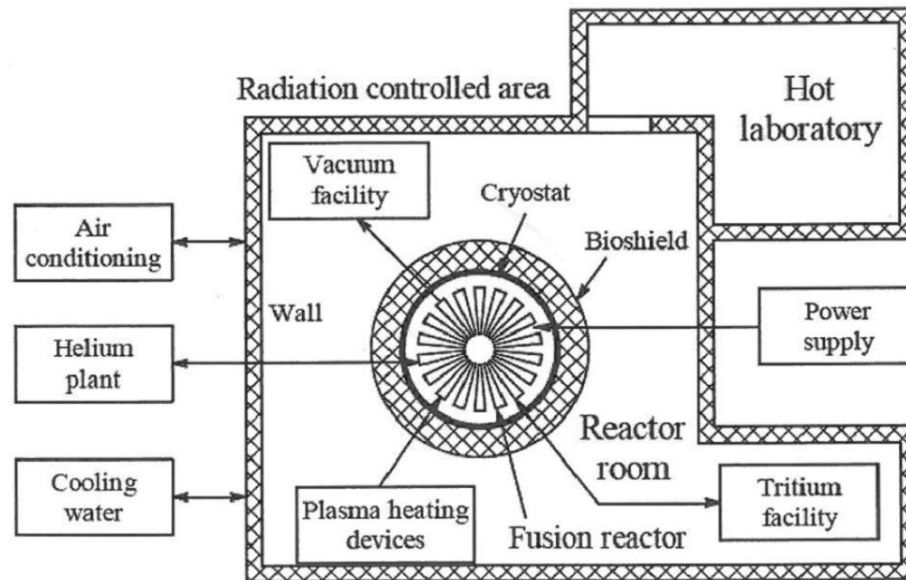 Radiation controlled area
Hot
laboratory
Vacuum
facility
Cryostat
Air
conditioning
Bioshield
Wall
Power
supply
Helium
plant
Reactor
room
Cooling
water
Plasma heating
devices
Fusion reactor
Tritium
facility